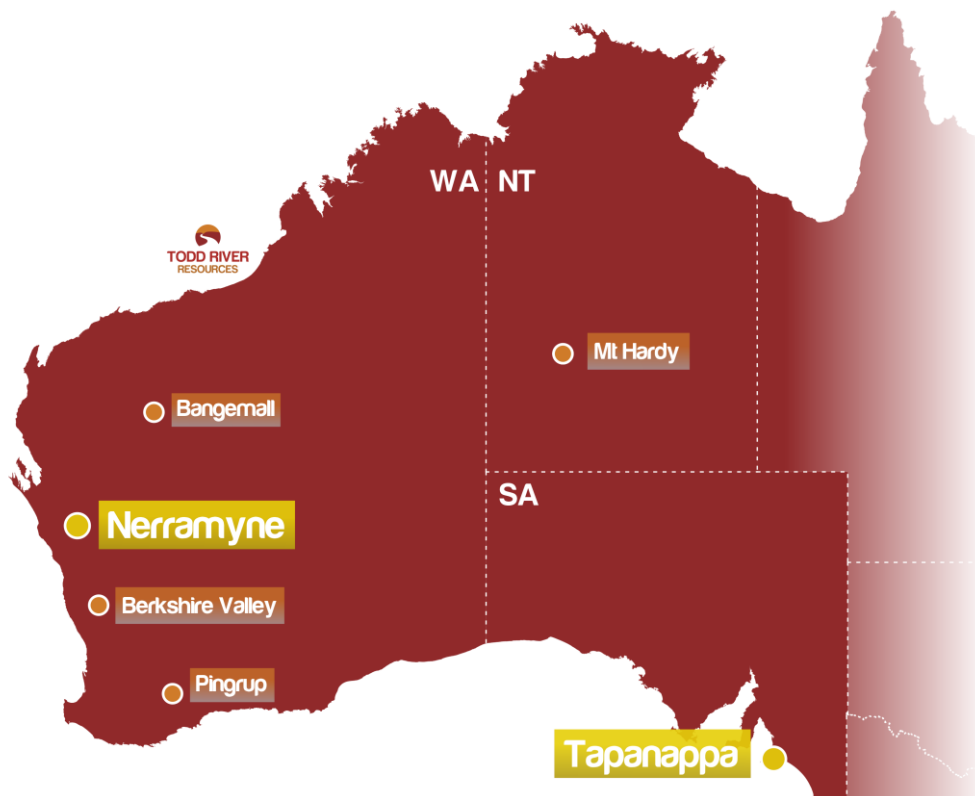 WA NT
TODD RIVER
RESOURCES
Mt Hardy
Bangemall
SA
Nerramyne
Berkshire Valley
Pingrup
Tapanappa